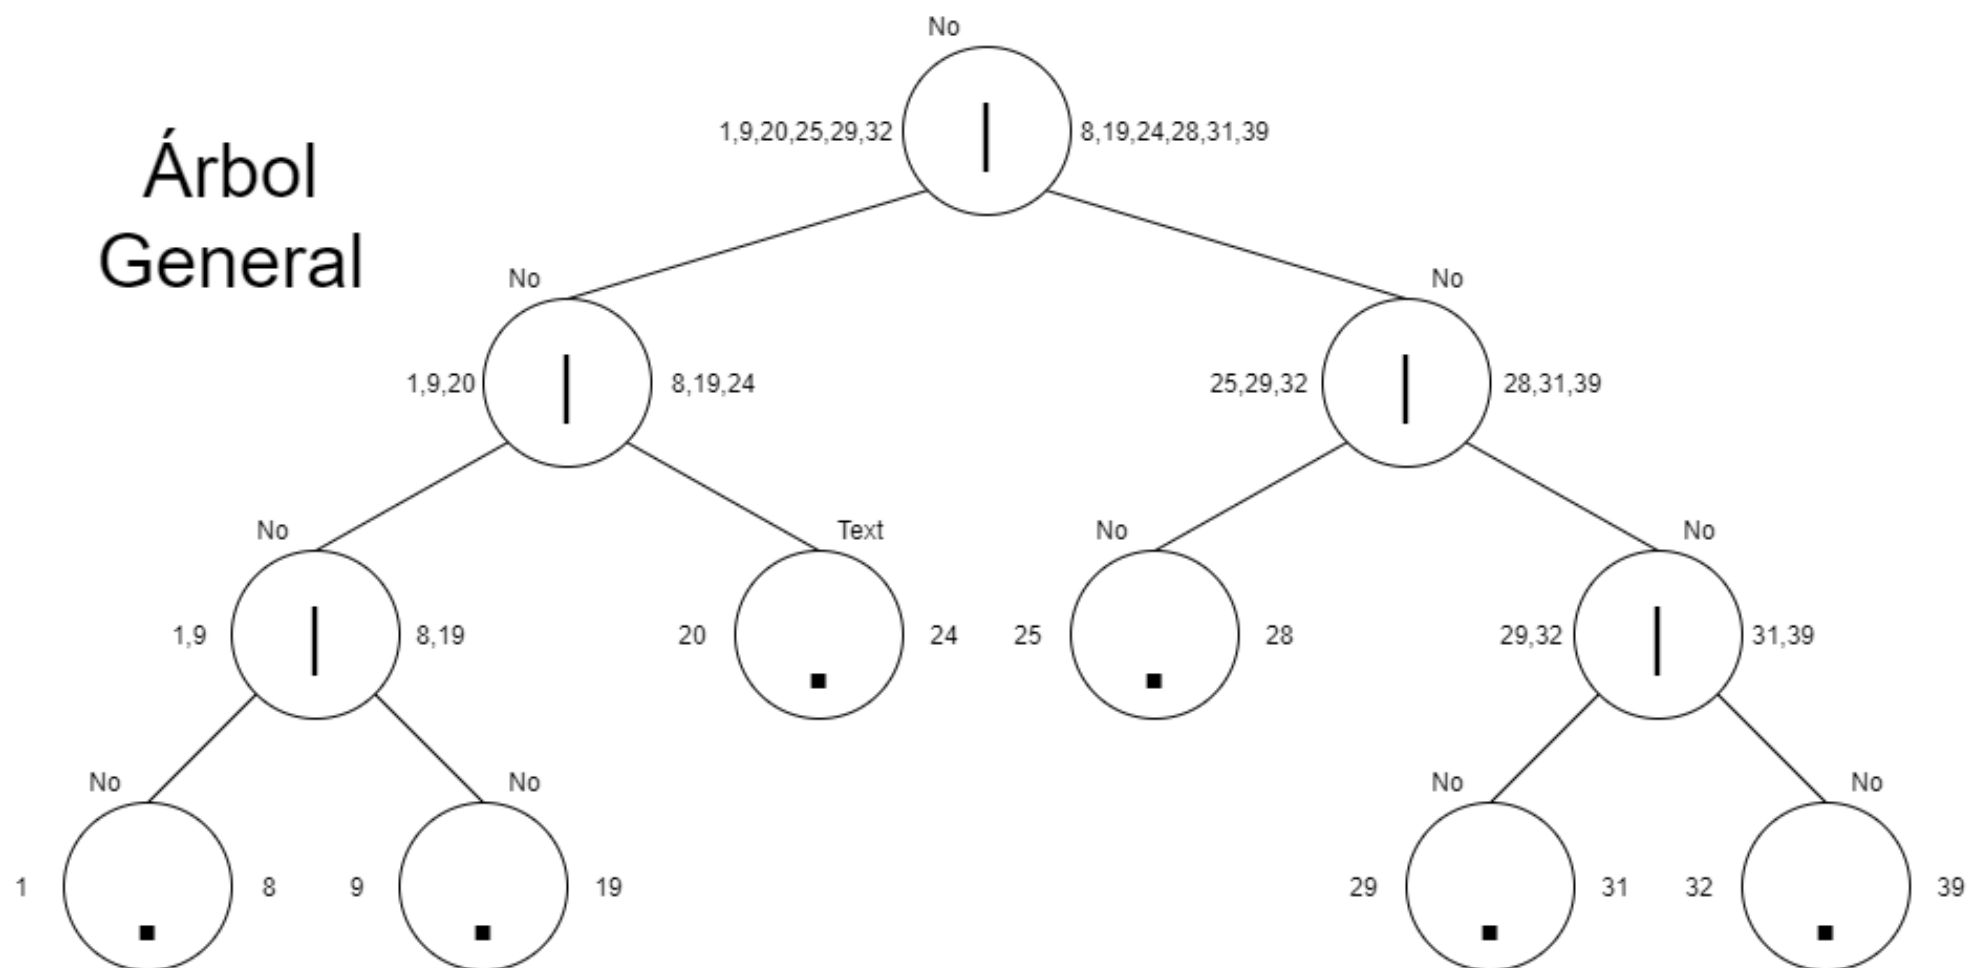 No
1,9,20,25,29,32 | 8,19,24,28,31,39
Árbol
General
No No
1,9,20 | 8,19,24 25,29,32 | 28,31,39
No Text No No
1,9 | 8,19 20 . 24 25 . 28 29,32 | 31,39
No No No No
1 . 8 9 . 19 29 . 31 32 . 39